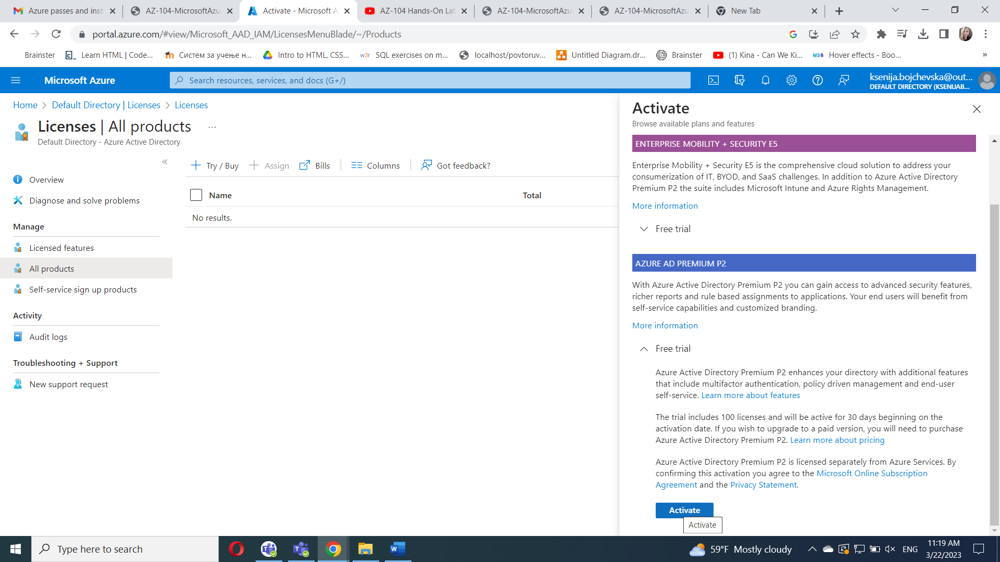 Azure passes and inst
AZ-104-MicrosoftAzu
Activate - Microsoft A
AZ-104 Hands-On Lab
AZ-104-MicrosoftAzu
AZ-104-MicrosoftAzu
New Tab
portal.azure.com/#view/Microsoft_AAD_IAM/LicensesMenuBlade/~/Products
Brainster
Learn HTML | Code...
Систем за учење н...
Intro to HTML, CSS...
SQL exercises on m...
localhost/povtoruv...
Untitled Diagram.dr...
Brainster
(1) Kina - Can We Ki...
Hover effects - Boo...
»
Microsoft Azure
Search resources, services, and docs (G+/)
ksenija.bojchevska@out...
DEFAULT DIRECTORY (KSENIJAB...
Home > Default Directory | Licenses > Licenses
Licenses | All products ...
Default Directory - Azure Active Directory
«
Overview
Diagnose and solve problems
Manage
Licensed features
All products
Self-service sign up products
Activity
Audit logs
Troubleshooting + Support
New support request
Try / Buy
Assign
Bills
Columns
Got feedback?
Name
Total
No results.
Activate
Browse available plans and features
ENTERPRISE MOBILITY + SECURITY E5
Enterprise Mobility + Security E5 is the comprehensive cloud solution to address your
consumerization of IT, BYOD, and SaaS challenges. In addition to Azure Active Directory
Premium P2 the suite includes Microsoft Intune and Azure Rights Management.
More information
Free trial
AZURE AD PREMIUM P2
With Azure Active Directory Premium P2 you can gain access to advanced security features,
richer reports and rule based assignments to applications. Your end users will benefit from
self-service capabilities and customized branding.
More information
Free trial
Azure Active Directory Premium P2 enhances your directory with additional features
that include multifactor authentication, policy driven management and end-user
self-service. Learn more about features
The trial includes 100 licenses and will be active for 30 days beginning on the
activation date. If you wish to upgrade to a paid version, you will need to purchase
Azure Active Directory Premium P2. Learn more about pricing
Azure Active Directory Premium P2 is licensed separately from Azure Services. By
confirming this activation you agree to the Microsoft Online Subscription
Agreement and the Privacy Statement.
Activate
Activate
Type here to search
59°F Mostly cloudy
ENG
11:19 AM
3/22/2023